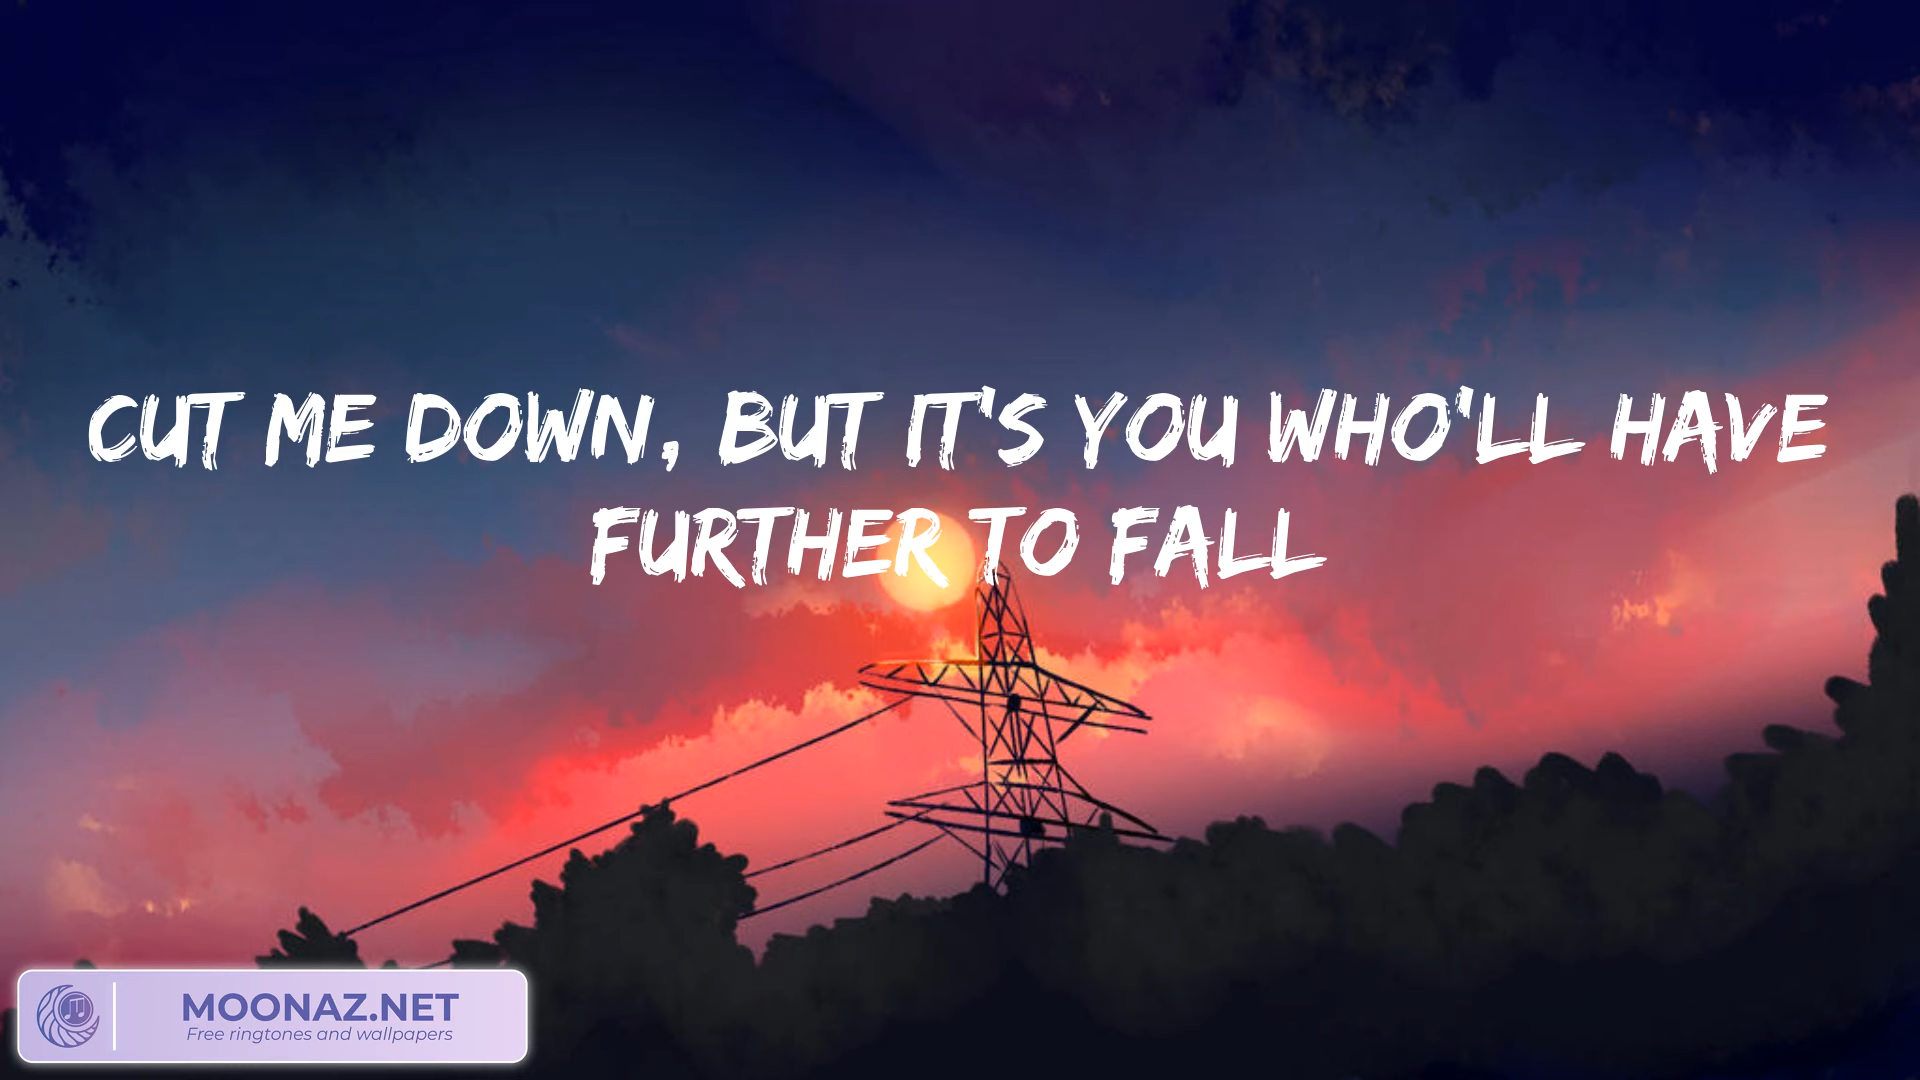 CUT ME DOWN, BUT IT'S YOU WHO'LL HAVE
FURTHER TO FALL
MOONAZ.NET
Free ringtones and wallpapers